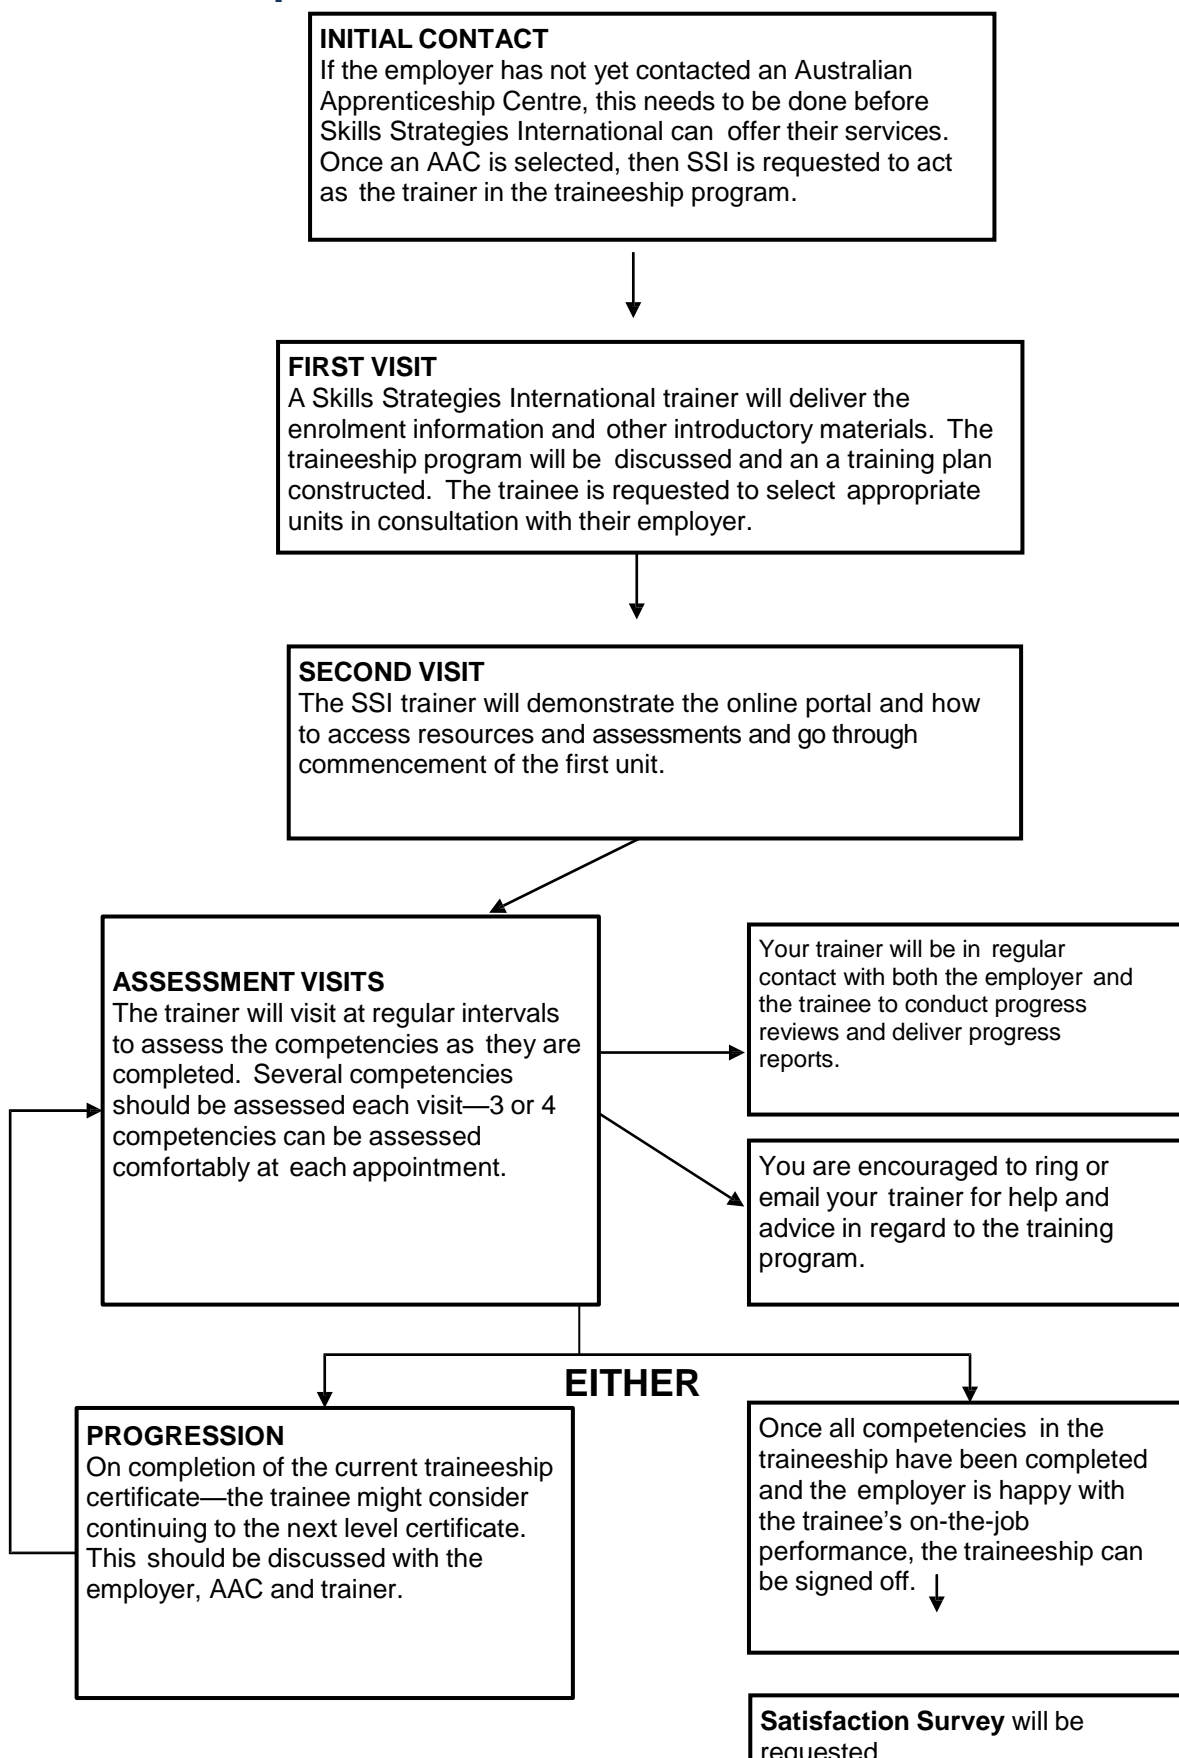 INITIAL CONTACT
If the employer has not yet contacted an Australian
Apprenticeship Centre, this needs to be done before
Skills Strategies International can offer their services.
Once an AAC is selected, then SSI is requested to act
as the trainer in the traineeship program.
FIRST VISIT
A Skills Strategies International trainer will deliver the
enrolment information and other introductory materials. The
traineeship program will be discussed and an a training plan
constructed. The trainee is requested to select appropriate
units in consultation with their employer.
SECOND VISIT
The SSI trainer will demonstrate the online portal and how
to access resources and assessments and go through
commencement of the first unit.
ASSESSMENT VISITS
The trainer will visit at regular intervals
to assess the competencies as they are
completed. Several competencies
should be assessed each visit—3 or 4
competencies can be assessed
comfortably at each appointment.
Your trainer will be in regular
contact with both the employer and
the trainee to conduct progress
reviews and deliver progress
reports.
You are encouraged to ring or
email your trainer for help and
advice in regard to the training
program.
EITHER
PROGRESSION
On completion of the current traineeship
certificate—the trainee might consider
continuing to the next level certificate.
This should be discussed with the
employer, AAC and trainer.
Once all competencies in the
traineeship have been completed
and the employer is happy with
the trainee’s on-the-job
performance, the traineeship can
be signed off.
Satisfaction Survey will be
requested